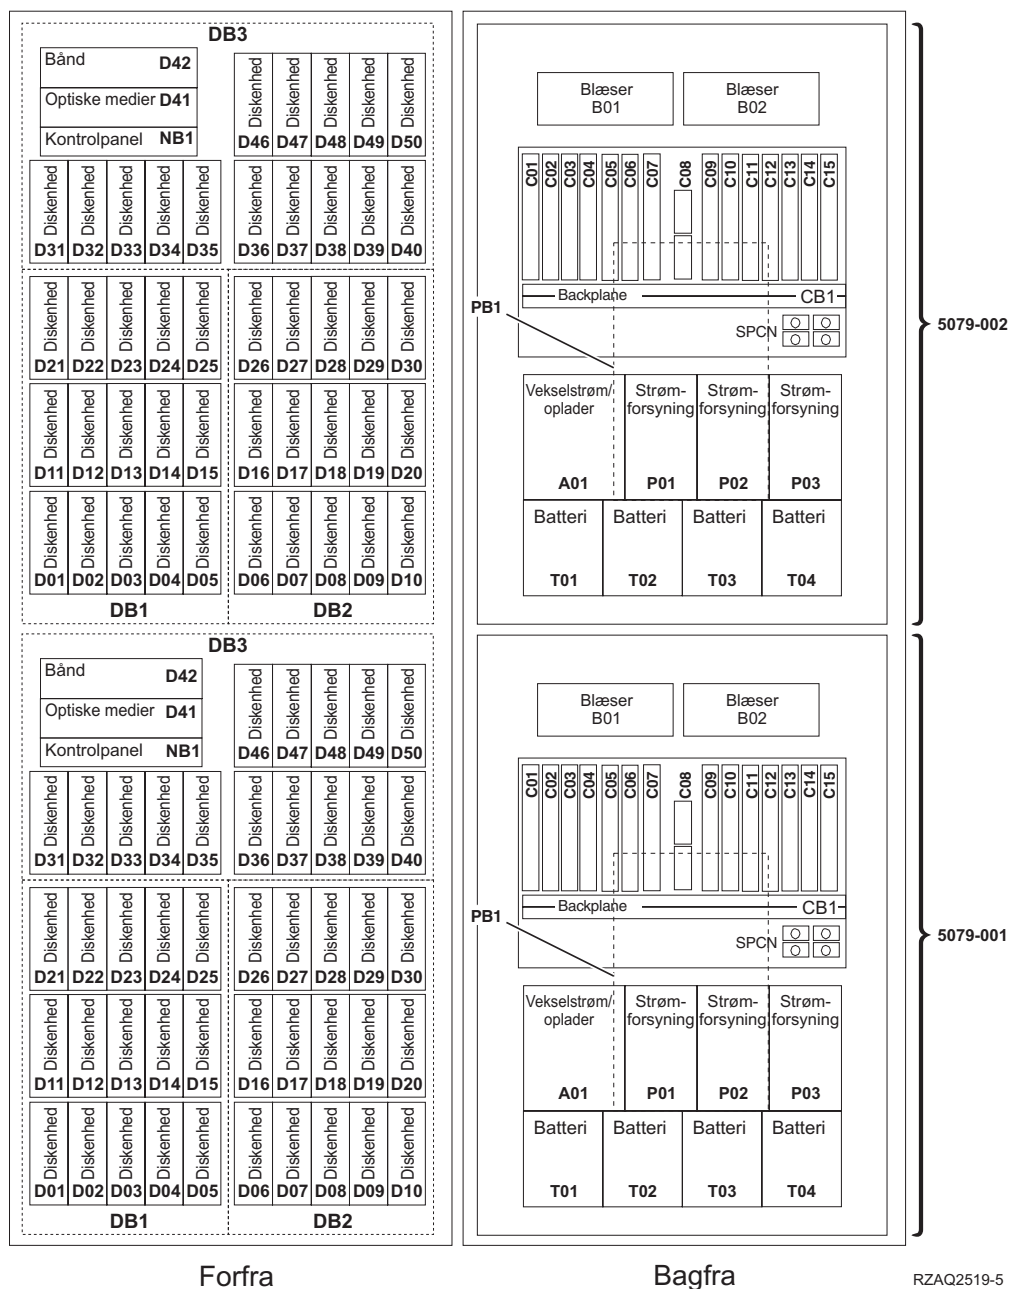 DB3
Bånd D42
Optiske medier D41
Kontrolpanel NB1
Diskenhed Diskenhed Diskenhed Diskenhed Diskenhed
D46 D47 D48 D49 D50
Diskenhed Diskenhed Diskenhed Diskenhed Diskenhed Diskenhed Diskenhed Diskenhed Diskenhed Diskenhed
D31 D32 D33 D34 D35 D36 D37 D38 D39 D40
Diskenhed Diskenhed Diskenhed Diskenhed Diskenhed Diskenhed Diskenhed Diskenhed Diskenhed Diskenhed
D21 D22 D23 D24 D25 D26 D27 D28 D29 D30
Diskenhed Diskenhed Diskenhed Diskenhed Diskenhed Diskenhed Diskenhed Diskenhed Diskenhed Diskenhed
D11 D12 D13 D14 D15 D16 D17 D18 D19 D20
Diskenhed Diskenhed Diskenhed Diskenhed Diskenhed Diskenhed Diskenhed Diskenhed Diskenhed Diskenhed
D01 D02 D03 D04 D05 D06 D07 D08 D09 D10
DB1 DB2
DB3
Bånd D42
Optiske medier D41
Kontrolpanel NB1
Diskenhed Diskenhed Diskenhed Diskenhed Diskenhed
D46 D47 D48 D49 D50
Diskenhed Diskenhed Diskenhed Diskenhed Diskenhed Diskenhed Diskenhed Diskenhed Diskenhed Diskenhed
D31 D32 D33 D34 D35 D36 D37 D38 D39 D40
Diskenhed Diskenhed Diskenhed Diskenhed Diskenhed Diskenhed Diskenhed Diskenhed Diskenhed Diskenhed
D21 D22 D23 D24 D25 D26 D27 D28 D29 D30
Diskenhed Diskenhed Diskenhed Diskenhed Diskenhed Diskenhed Diskenhed Diskenhed Diskenhed Diskenhed
D11 D12 D13 D14 D15 D16 D17 D18 D19 D20
Diskenhed Diskenhed Diskenhed Diskenhed Diskenhed Diskenhed Diskenhed Diskenhed Diskenhed Diskenhed
D01 D02 D03 D04 D05 D06 D07 D08 D09 D10
DB1 DB2
Forfra
Blæser Blæser
B01 B02
C01 C02 C03 C04 C05 C06 C07 C08 C09 C10 C11 C12 C13 C14 C15
Backplane CB1
PB1
SPCN
5079-002
Vekselstrøm/ Strøm- Strøm- Strøm-
oplader forsyning forsyning forsyning
A01 P01 P02 P03
Batteri Batteri Batteri Batteri
T01 T02 T03 T04
Blæser Blæser
B01 B02
C01 C02 C03 C04 C05 C06 C07 C08 C09 C10 C11 C12 C13 C14 C15
Backplane CB1
PB1
SPCN
5079-001
Vekselstrøm/ Strøm- Strøm- Strøm-
oplader forsyning forsyning forsyning
A01 P01 P02 P03
Batteri Batteri Batteri Batteri
T01 T02 T03 T04
Bagfra
RZAQ2519-5